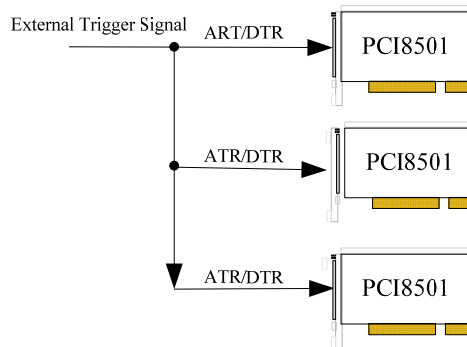 External Trigger Signal
ART/DTR
PCI8501
ATR/DTR
PCI8501
ATR/DTR
PCI8501